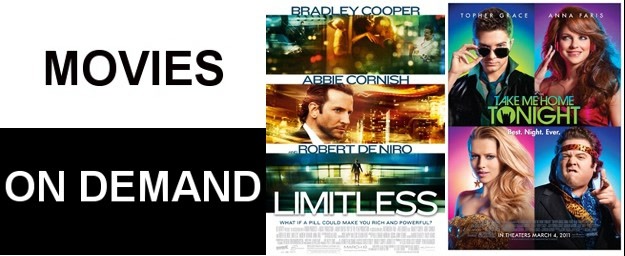 MOVIES
ON DEMAND
BRADLEY COOPER
ABBIE CORNISH
AND ROBERT DE NIRO
LIMITLESS
WHAT IF A PILL COULD MAKE YOU RICH AND POWERFUL?
TOPHER GRACE ANNA FARIS
TAKE ME HOME
TONIGHT
Best. Night. Ever.
IN THEATERS MARCH 4, 2011